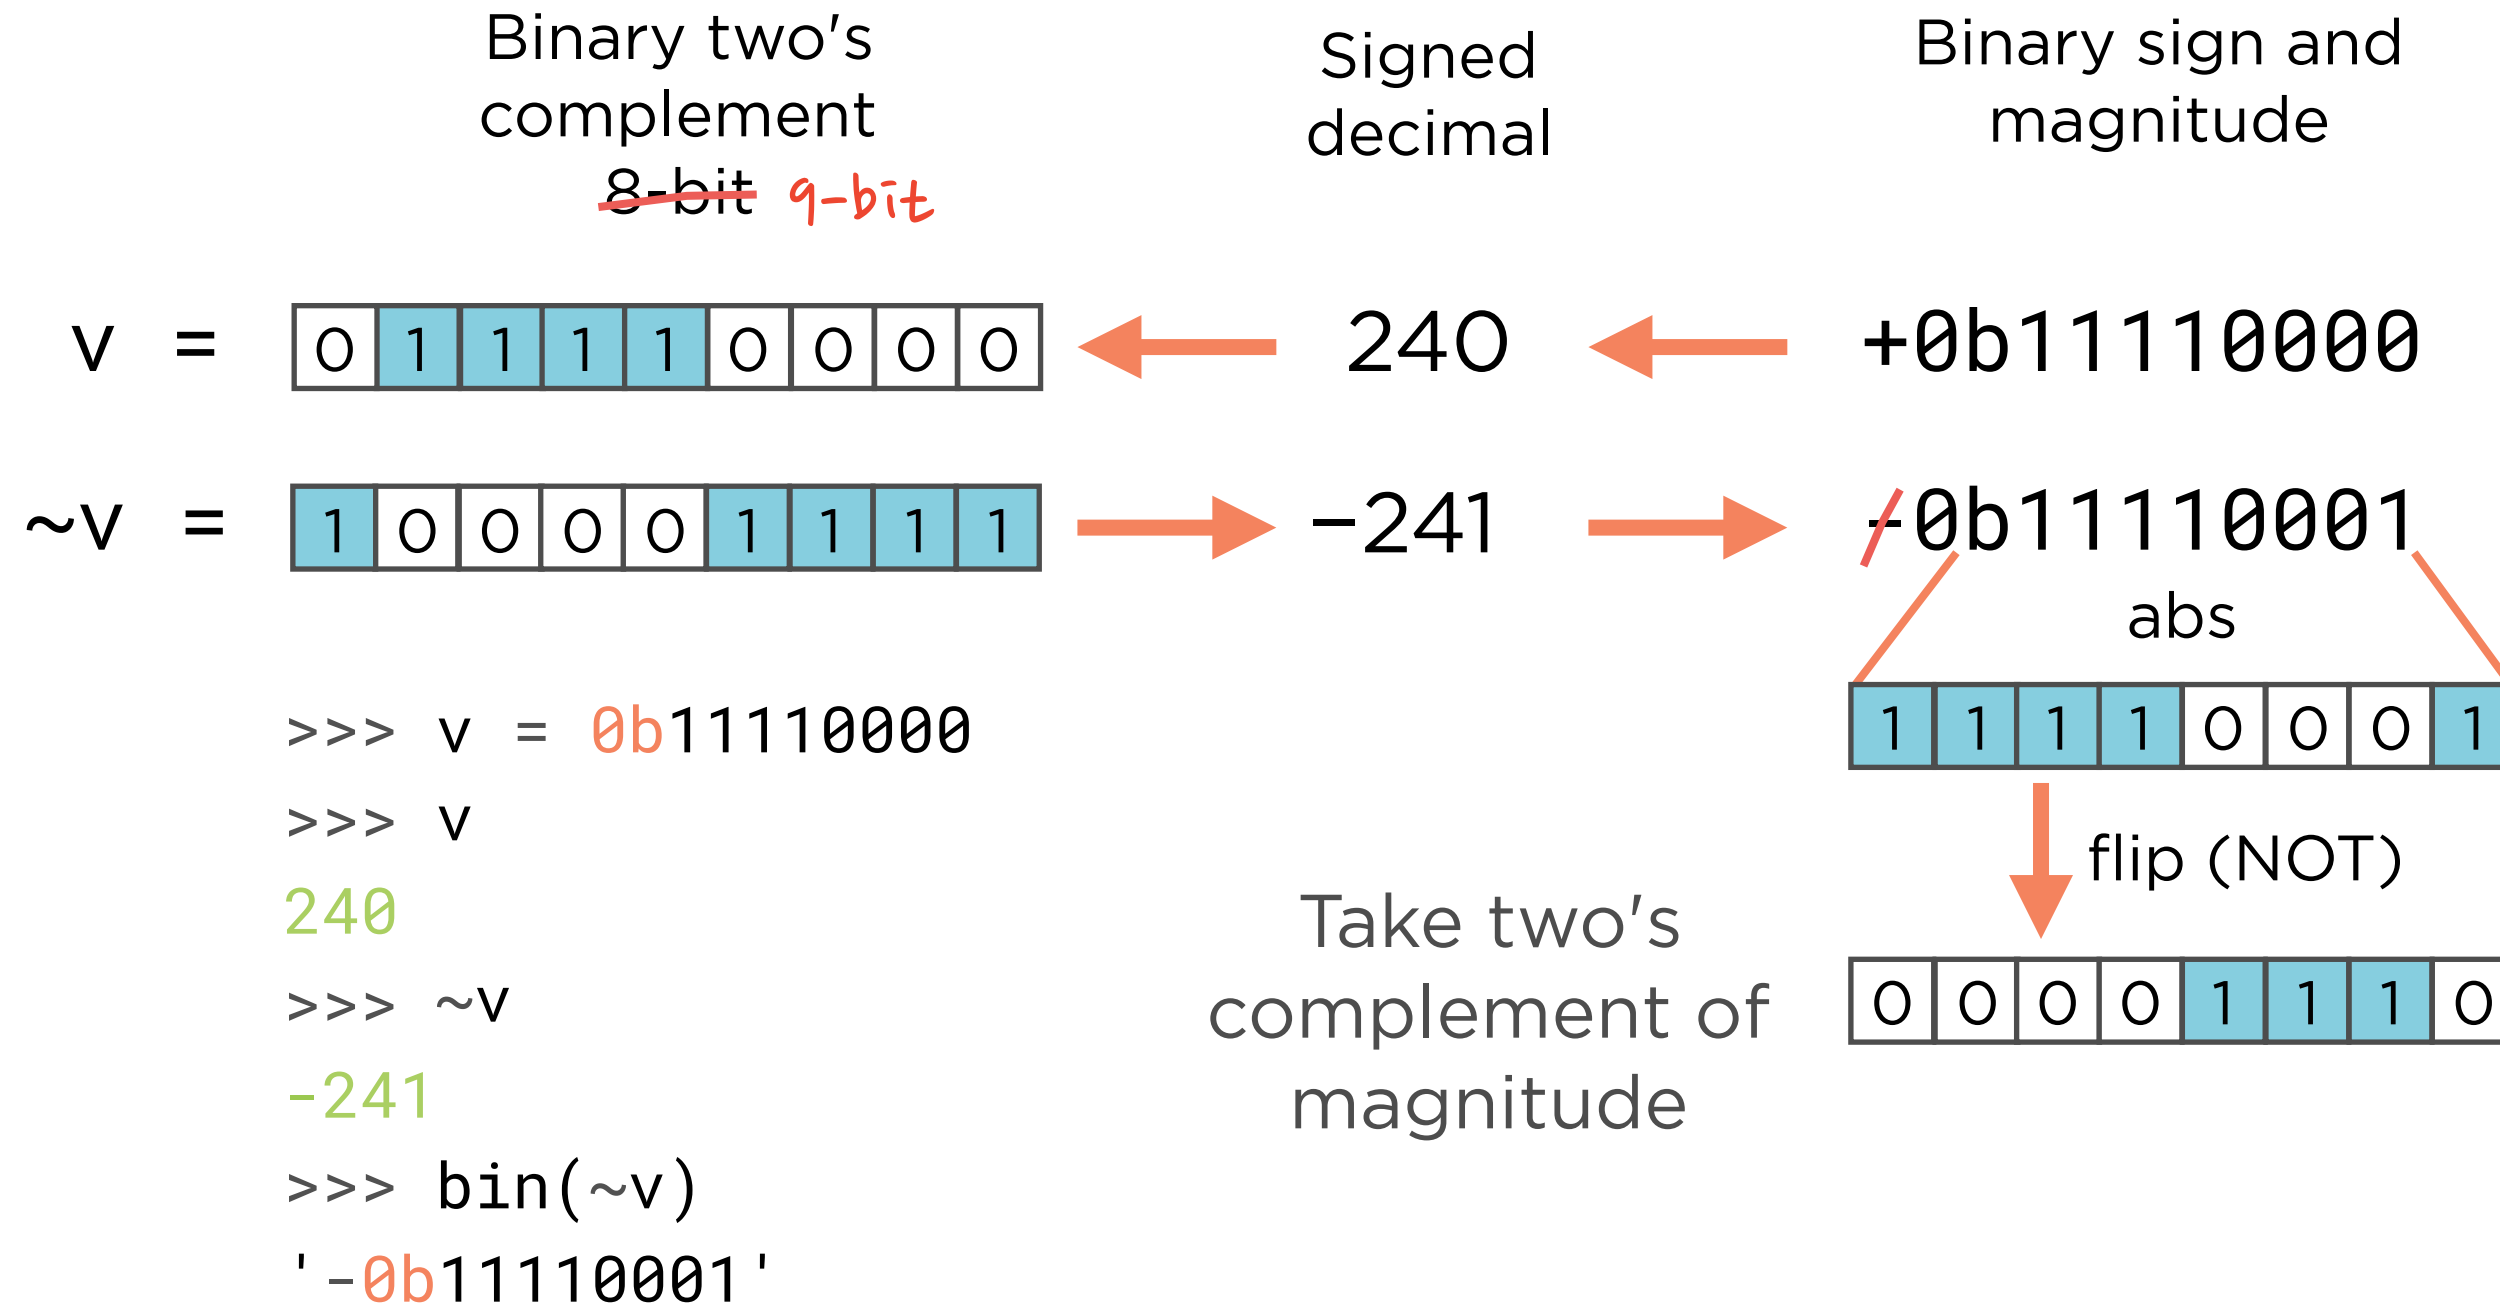 Binary two's
complement
8-bit 9-bit
Signed
decimal
Binary sign and
magnitude
v = 0 1 1 1 1 0 0 0 0
240
+0b11110000
~v = 1 0 0 0 0 1 1 1 1
-241
-0b11110001
abs
1 1 1 1 0 0 0 1
flip (NOT)
0 0 0 0 1 1 1 0
Take two's
complement of
magnitude
>>> v = 0b11110000
>>> v
240
>>> ~v
-241
>>> bin(~v)
'-0b11110001'